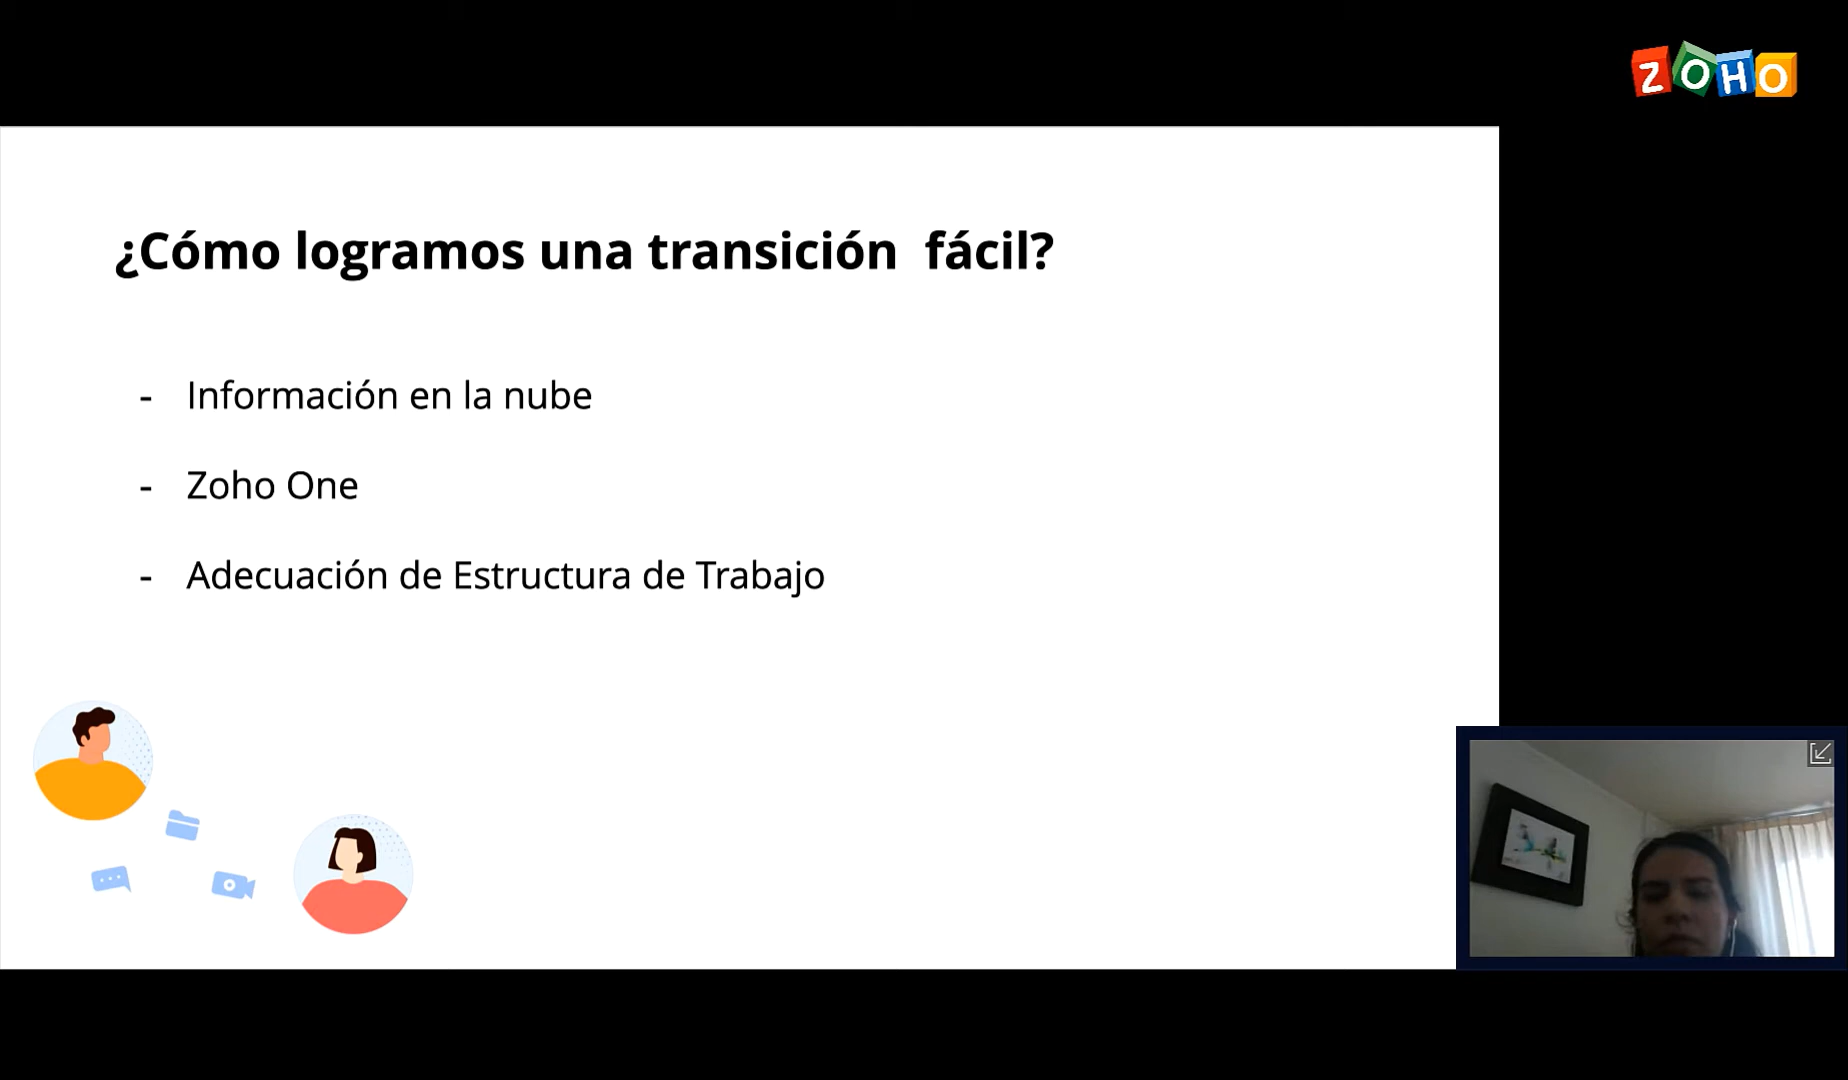 ZOHO
¿Cómo logramos una transición  fácil?
- Información en la nube
- Zoho One
- Adecuación de Estructura de Trabajo